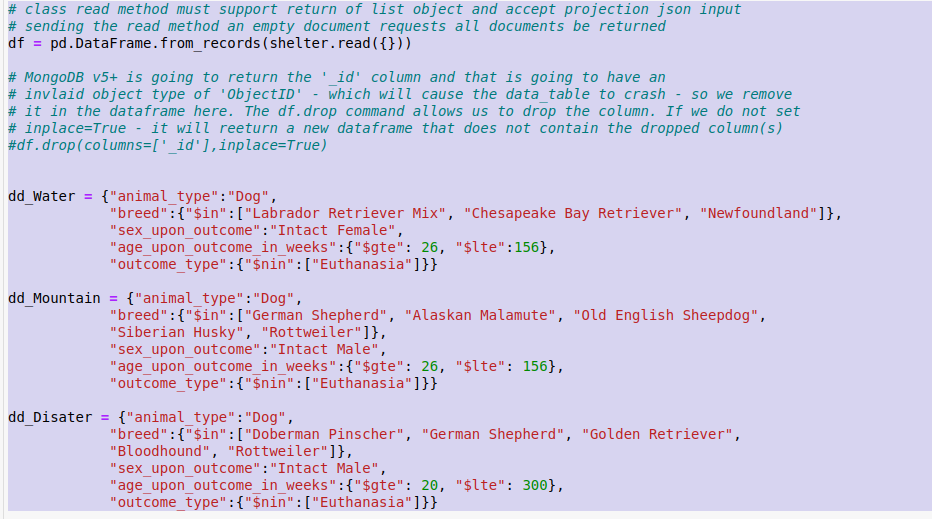 # class read method must support return of list object and accept projection json input
# sending the read method an empty document requests all documents be returned
df = pd.DataFrame.from_records(shelter.read({}))
# MongoDB v5+ is going to return the '_id' column and that is going to have an
# invlaid object type of 'ObjectID' - which will cause the data_table to crash - so we remove
# it in the dataframe here. The df.drop command allows us to drop the column. If we do not set
# inplace=True - it will reeturn a new dataframe that does not contain the dropped column(s)
#df.drop(columns=['_id'],inplace=True)
dd_Water = {"animal_type":"Dog",
"breed":{"$in":["Labrador Retriever Mix", "Chesapeake Bay Retriever", "Newfoundland"]},
"sex_upon_outcome":"Intact Female",
"age_upon_outcome_in_weeks":{"$gte": 26, "$lte":156},
"outcome_type":{"$nin":["Euthanasia"]}}
dd_Mountain = {"animal_type":"Dog",
"breed":{"$in":["German Shepherd", "Alaskan Malamute", "Old English Sheepdog",
"Siberian Husky", "Rottweiler"]},
"sex_upon_outcome":"Intact Male",
"age_upon_outcome_in_weeks":{"$gte": 26, "$lte": 156},
"outcome_type":{"$nin":["Euthanasia"]}}
dd_Disater = {"animal_type":"Dog",
"breed":{"$in":["Doberman Pinscher", "German Shepherd", "Golden Retriever",
"Bloodhound", "Rottweiler"]},
"sex_upon_outcome":"Intact Male",
"age_upon_outcome_in_weeks":{"$gte": 20, "$lte": 300},
"outcome_type":{"$nin":["Euthanasia"]}}